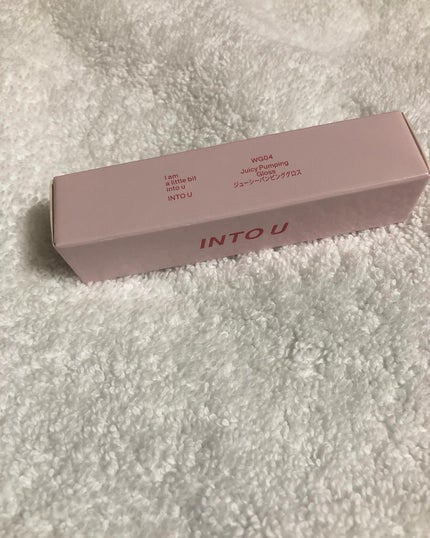 I am
a little bit
into u
INTO U
WG04
Juicy Pumping
Gloss
ジューシーパンピンググロス
INTO U